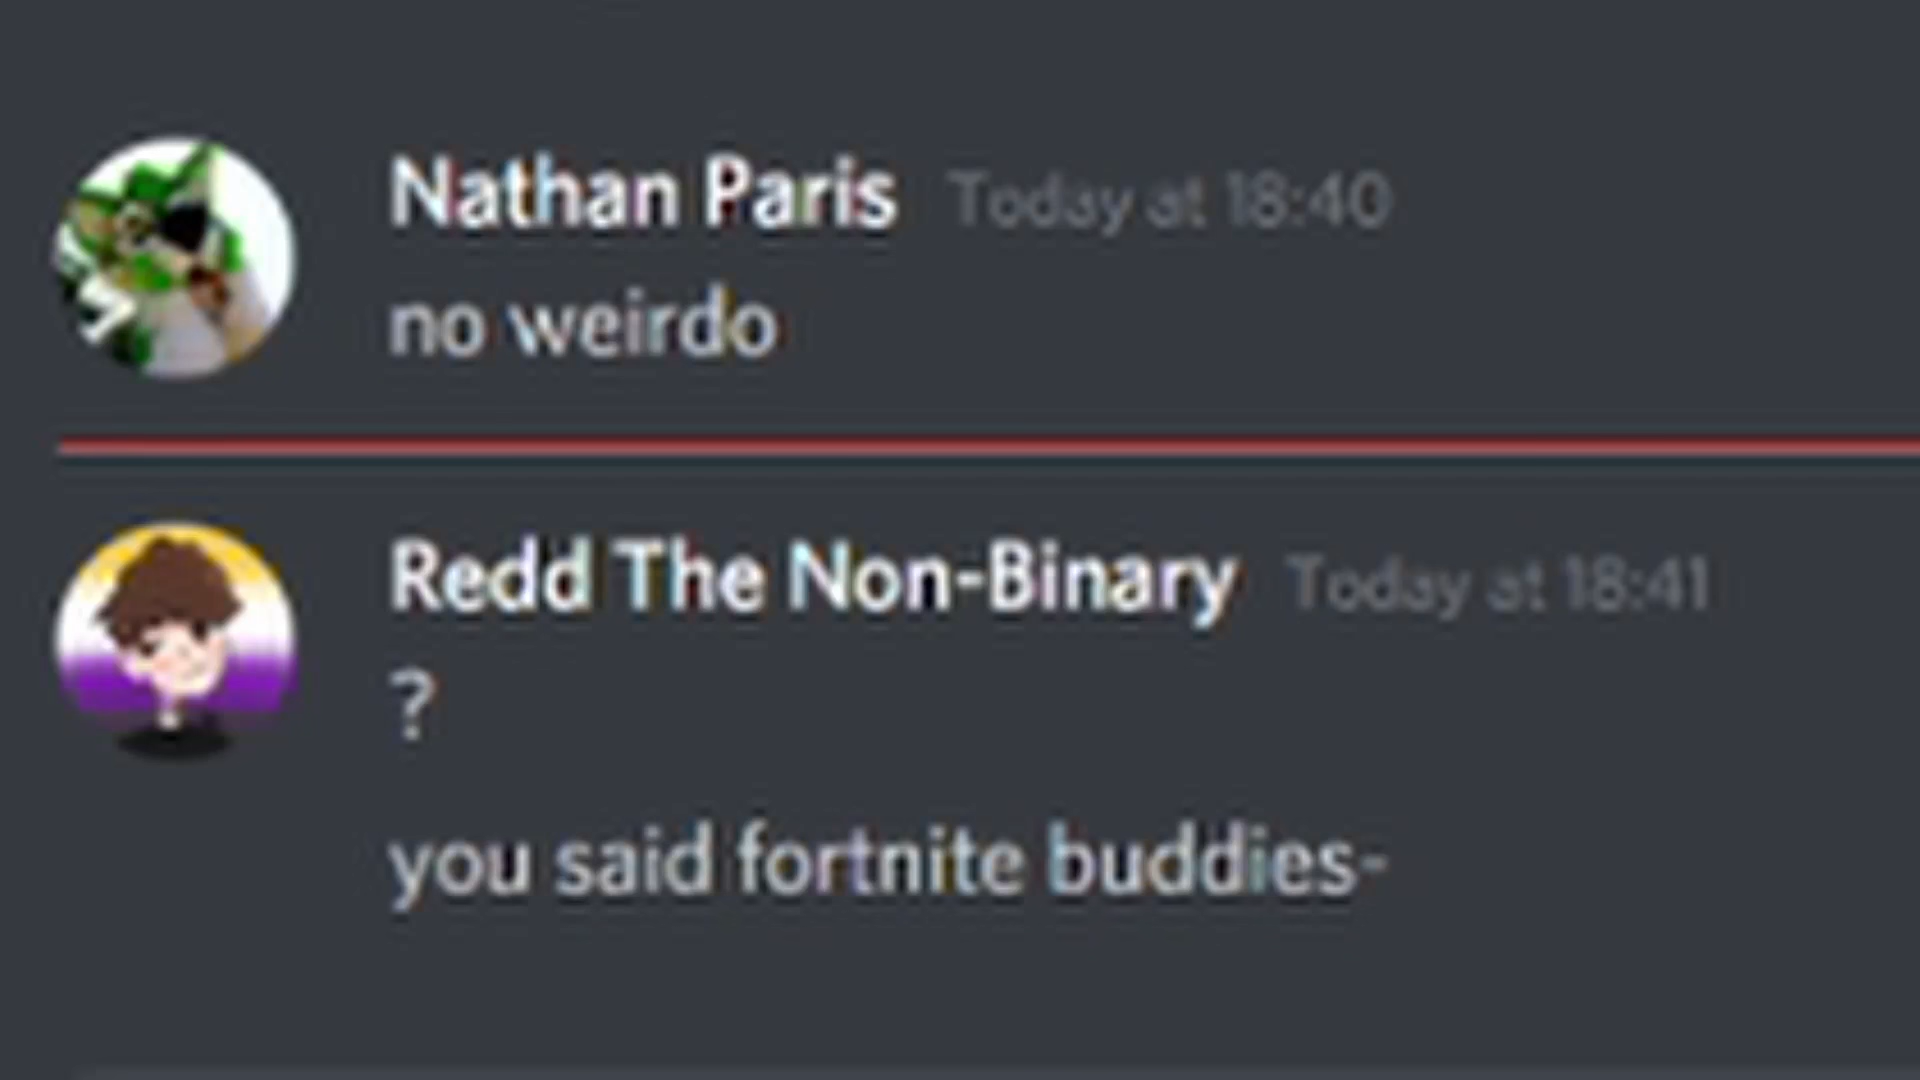 Nathan Paris Today at 18:40
no weirdo
Redd The Non-Binary Today at 18:41
?
you said fortnite buddies-